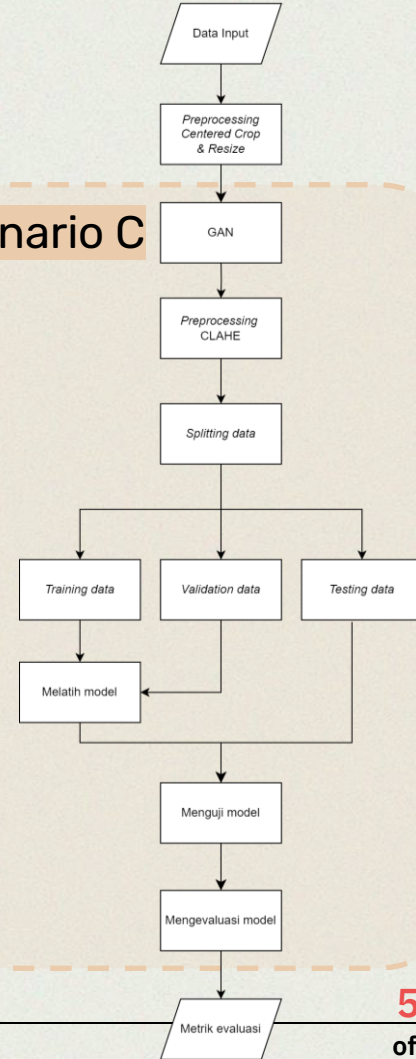 Data Input
Preprocessing
Centered Crop
& Resize
nario C
GAN
Preprocessing
CLAHE
Splitting data
Training data
Validation data
Testing data
Melatih model
Menguji model
Mengevaluasi model
Metrik evaluasi
5
of